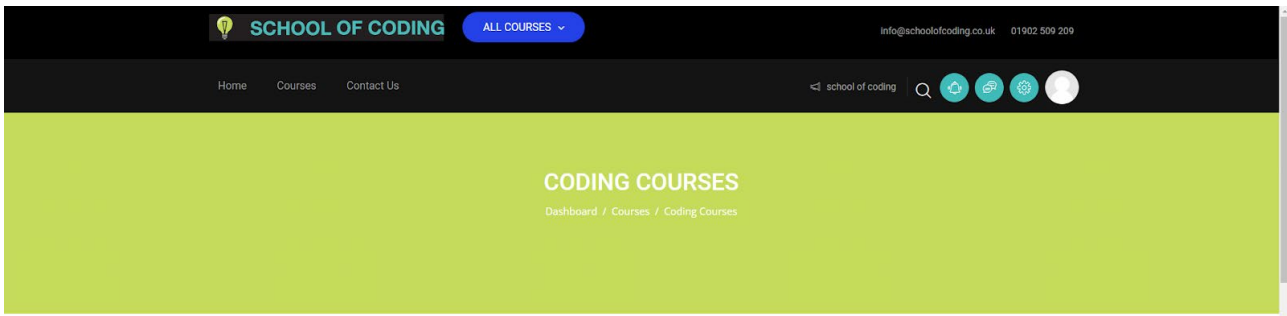 SCHOOL OF CODING
ALL COURSES
info@schoolofcoding.co.uk 01902 509 209
Home Courses Contact Us
school of coding
CODING COURSES
Dashboard / Courses / Coding Courses